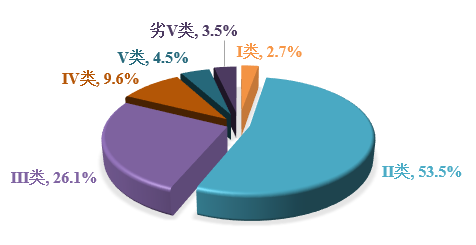 劣V类, 3.5%
I类, 2.7%
V类, 4.5%
IV类, 9.6%
III类, 26.1%
II类, 53.5%